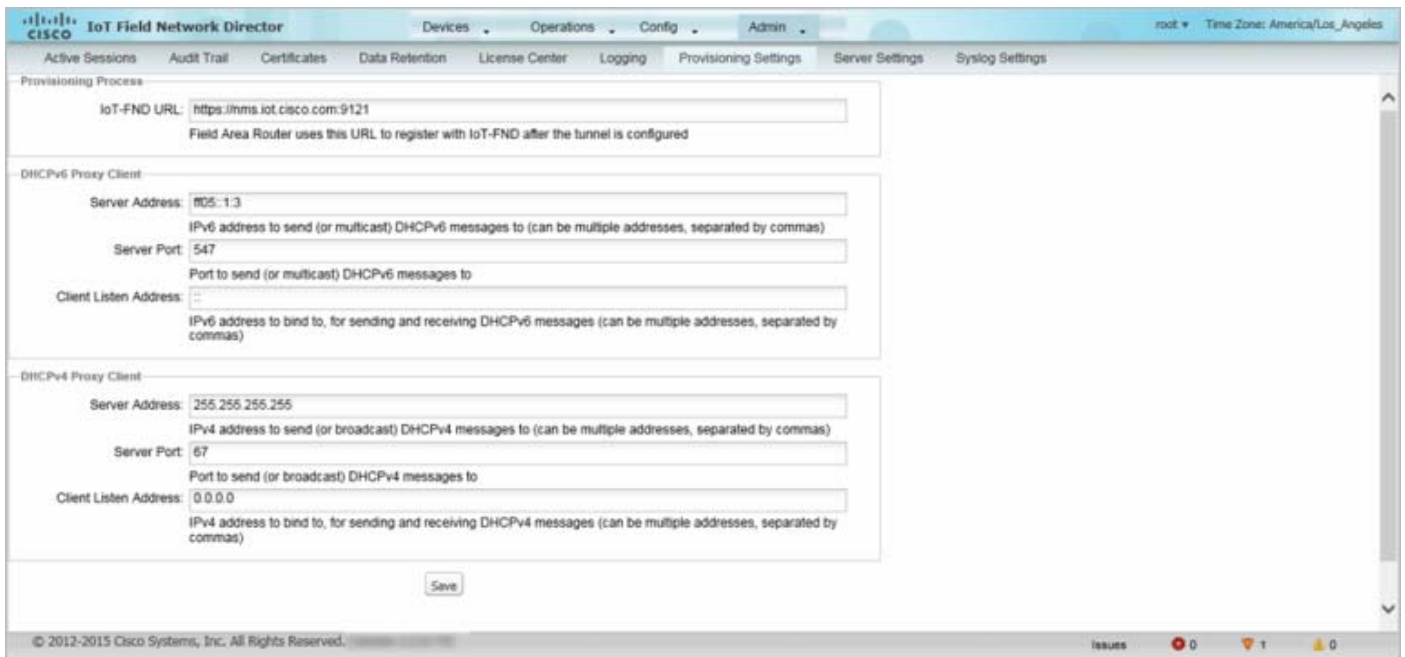 CISCO IoT Field Network Director Devices Operations Config Admin root Time Zone: America/Los_Angeles
Active Sessions Audit Trail Certificates Data Retention License Center Logging Provisioning Settings Server Settings Syslog Settings
Provisioning Process
IoT-FND URL: https://nms.iot.cisco.com:9121
Field Area Router uses this URL to register with IoT-FND after the tunnel is configured
DHCPv6 Proxy Client
Server Address: ff05::1:3
IPv6 address to send (or multicast) DHCPv6 messages to (can be multiple addresses, separated by commas)
Server Port: 547
Port to send (or multicast) DHCPv6 messages to
Client Listen Address: ::
IPv6 address to bind to, for sending and receiving DHCPv6 messages (can be multiple addresses, separated by
commas)
DHCPv4 Proxy Client
Server Address: 255.255.255.255
IPv4 address to send (or broadcast) DHCPv4 messages to (can be multiple addresses, separated by commas)
Server Port: 67
Port to send (or broadcast) DHCPv4 messages to
Client Listen Address: 0.0.0.0
IPv4 address to bind to, for sending and receiving DHCPv4 messages (can be multiple addresses, separated by
commas)
Save
© 2012-2015 Cisco Systems, Inc. All Rights Reserved. Issues 0 1 0